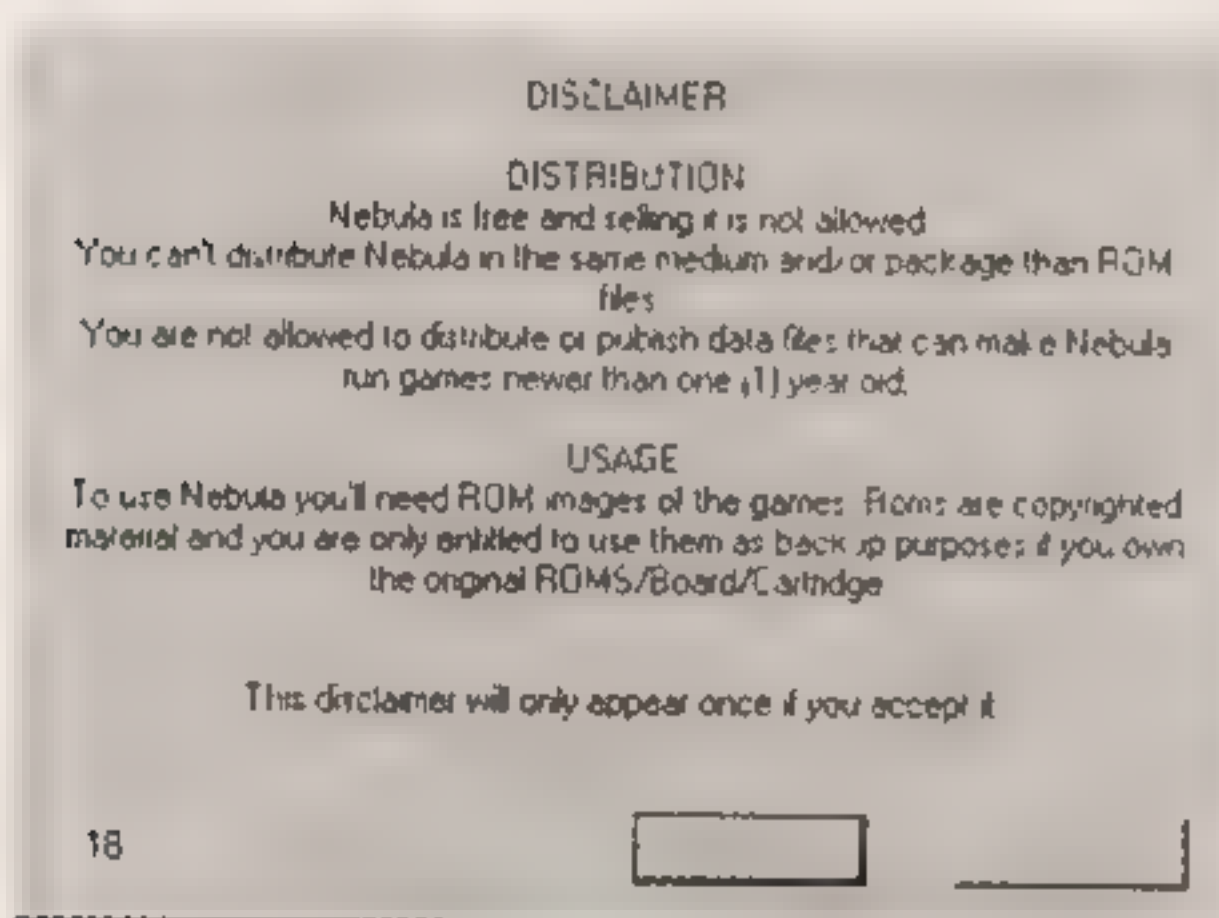 DISCLAIMER
DISTRIBUTION
Nebula is free and selling it is not allowed
You can't distribute Nebula in the same medium and/or package than ROM
files
You are not allowed to distribute or publish data files that can make Nebula
run games newer than one (1) year old.
USAGE
To use Nebula you'll need ROM images of the games. Roms are copyrighted
material and you are only entitled to use them as back up purposes if you own
the original ROMS/Board/Cartridge
This disclaimer will only appear once if you accept it
18